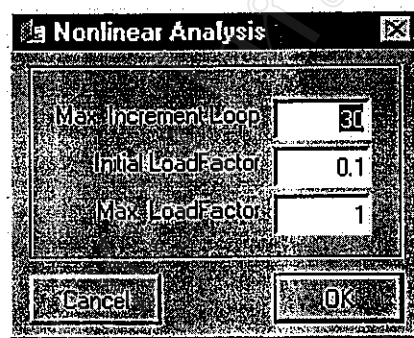 Nonlinear Analysis
Max. Increment Loop 30
Initial LoadFactor 0.1
Max. LoadFactor 1
Cancel OK